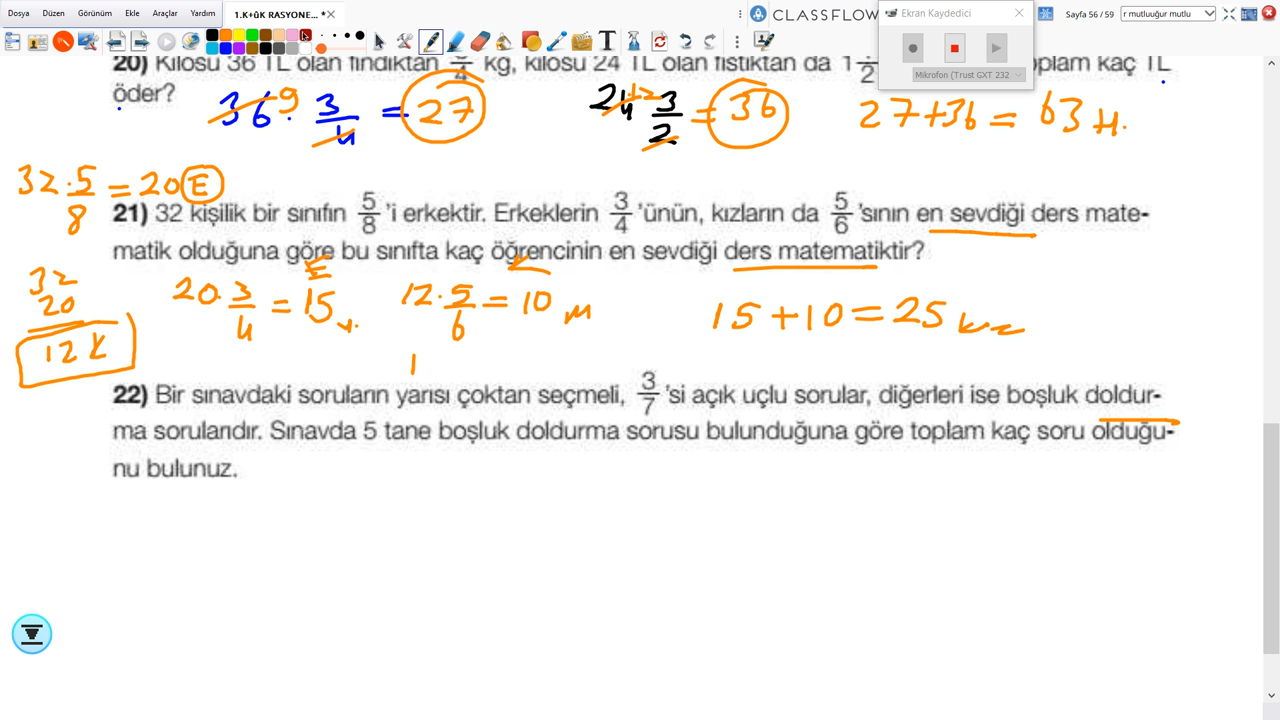 Dosya Düzen Görünüm Ekle Araçlar Yardım 1.K+ûK RASYONE... * CLASSFLOW Ekran Kaydedici Sayfa 56 / 59 r mutluuğur mutlu
Mikrofon (Trust GXT 232
20) Kilosu 36 TL olan fındıktan 3/4 kg, kilosu 24 TL olan fıstıktan da 1 1/2 oplam kaç TL
öder?
36 9 . 3/4 = 27 24 12 3/2 = 36 27+36 = 63 tl.
32 . 5/8 = 20 E
21) 32 kişilik bir sınıfın 5/8 'i erkektir. Erkeklerin 3/4 'ünün, kızların da 5/6 'sının en sevdiği ders mate-
matik olduğuna göre bu sınıfta kaç öğrencinin en sevdiği ders matematiktir?
32
20
12 K
20 . 3/4 = 15 12 . 5/6 = 10 M 15 + 10 = 25
22) Bir sınavdaki soruların yarısı çoktan seçmeli, 3/7 'si açık uçlu sorular, diğerleri ise boşluk doldur-
ma sorularıdır. Sınavda 5 tane boşluk doldurma sorusu bulunduğuna göre toplam kaç soru olduğu-
nu bulunuz.